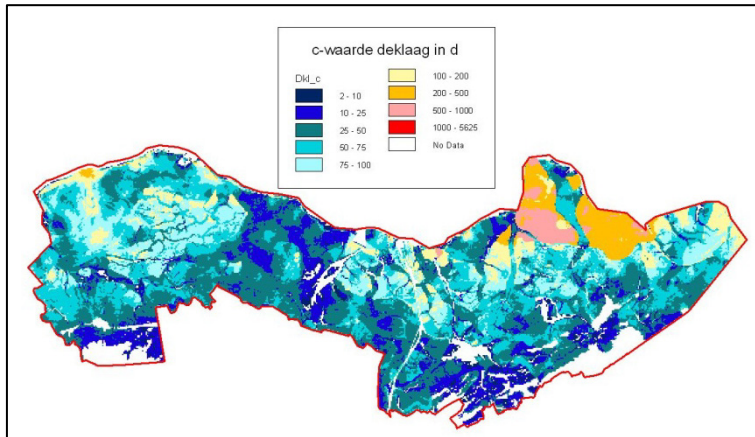 c-waarde deklaag in d
Dkl_c
2 - 10
10 - 25
25 - 50
50 - 75
75 - 100
100 - 200
200 - 500
500 - 1000
1000 - 5625
No Data